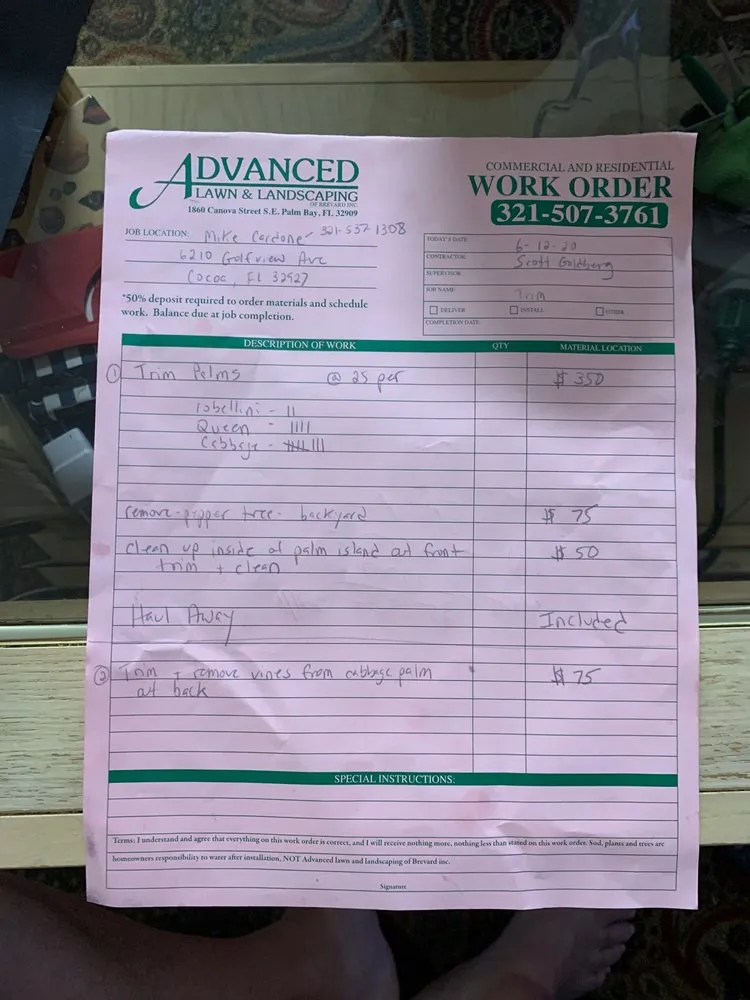 ADVANCED
LAWN & LANDSCAPING
OF BREVARD INC.
1860 Canova Street S.E. Palm Bay, FL 32909
COMMERCIAL AND RESIDENTIAL
WORK ORDER
321-507-3761
JOB LOCATION: Mike Cardone 321-537-1308
6210 Golfview Ave
Cocoa, FL 32927
*50% deposit required to order materials and schedule
work. Balance due at job completion.
TODAY'S DATE 6-12-20
CONTRACTOR Scott Goldberg
SUPERVISOR
JOB NAME Trim
DELIVER INSTALL OTHER
COMPLETION DATE
DESCRIPTION OF WORK QTY MATERIAL LOCATION
① Trim Palms @ 25 per $ 350
robellini - ||
Queen - ||||
Cabbage - 𝍸|||
remove pepper tree - backyard $ 75
clean up inside of palm island out front $ 50
trim + clean
Haul Away Included
② Trim + remove vines from cabbage palm $ 75
out back
SPECIAL INSTRUCTIONS:
Terms: I understand and agree that everything on this work order is correct, and I will receive nothing more, nothing less than stated on this work order. Sod, plants and trees are
homeowners responsibility to water after installation, NOT Advanced lawn and landscaping of Brevard inc.
Signature